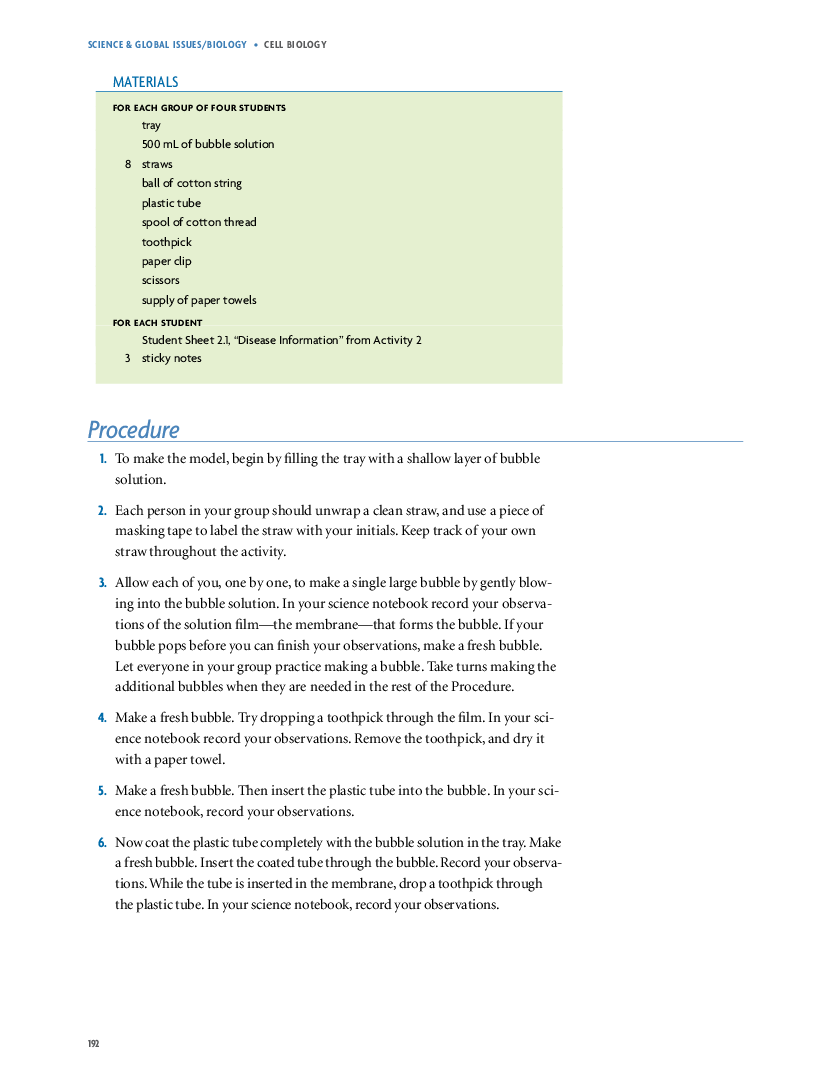 SCIENCE & GLOBAL ISSUES/BIOLOGY • CELL BIOLOGY
MATERIALS
FOR EACH GROUP OF FOUR STUDENTS
tray
500 mL of bubble solution
8 straws
ball of cotton string
plastic tube
spool of cotton thread
toothpick
paper clip
scissors
supply of paper towels
FOR EACH STUDENT
Student Sheet 2.1, “Disease Information” from Activity 2
3 sticky notes
Procedure
1. To make the model, begin by filling the tray with a shallow layer of bubble
solution.
2. Each person in your group should unwrap a clean straw, and use a piece of
masking tape to label the straw with your initials. Keep track of your own
straw throughout the activity.
3. Allow each of you, one by one, to make a single large bubble by gently blow-
ing into the bubble solution. In your science notebook record your observa-
tions of the solution film—the membrane—that forms the bubble. If your
bubble pops before you can finish your observations, make a fresh bubble.
Let everyone in your group practice making a bubble. Take turns making the
additional bubbles when they are needed in the rest of the Procedure.
4. Make a fresh bubble. Try dropping a toothpick through the film. In your sci-
ence notebook record your observations. Remove the toothpick, and dry it
with a paper towel.
5. Make a fresh bubble. Then insert the plastic tube into the bubble. In your sci-
ence notebook, record your observations.
6. Now coat the plastic tube completely with the bubble solution in the tray. Make
a fresh bubble. Insert the coated tube through the bubble. Record your observa-
tions. While the tube is inserted in the membrane, drop a toothpick through
the plastic tube. In your science notebook, record your observations.
192